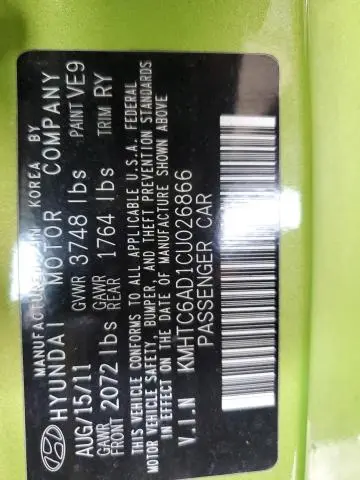 MANUFACTURED IN KOREA BY
HYUNDAI MOTOR COMPANY
AUG/15/11 GVWR 3748 lbs PAINT VE9
GAWR FRONT 2072 lbs GAWR REAR 1764 lbs TRIM RY
THIS VEHICLE CONFORMS TO ALL APPLICABLE U.S.A. FEDERAL
MOTOR VEHICLE SAFETY, BUMPER, AND THEFT PREVENTION STANDARDS
IN EFFECT ON THE DATE OF MANUFACTURE SHOWN ABOVE
V.I.N KMHTC6AD1CU026866
PASSENGER CAR